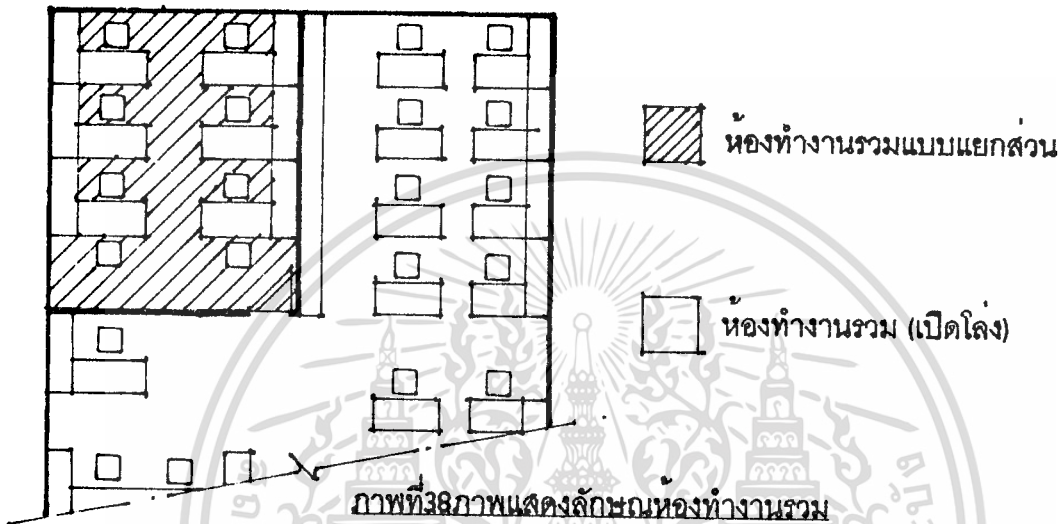 ห้องทำงานรวมแบบแยกส่วน
ห้องทำงานรวม (เปิดโล่ง)
ภาพที่38ภาพแสดงลักษณห้องทำงานรวม